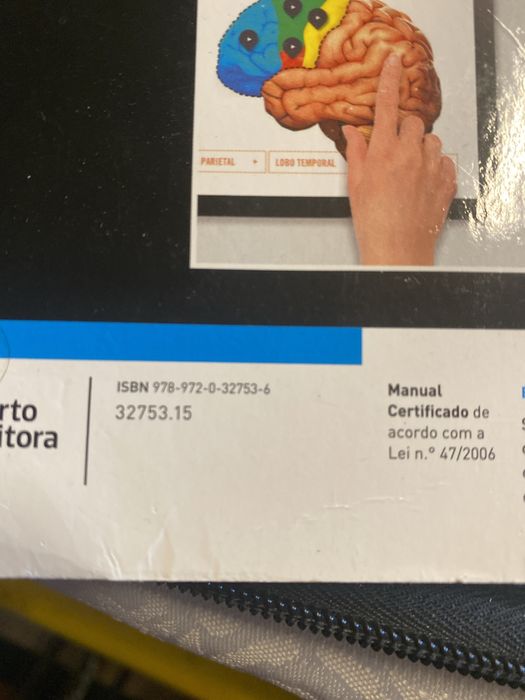 PARIETAL +
LOBO TEMPORAL
ISBN 978-972-0-32753-6
32753.15
rto
itora
Manual
Certificado de
acordo com a
Lei n.º 47/2006